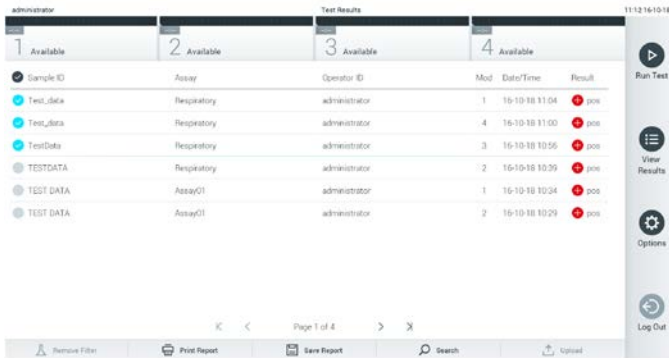 administrator Test Results 11:12 16-10-18
1 Available 2 Available 3 Available 4 Available
Run Test
Sample ID Assay Operator ID Mod Date/Time Result
Test_data Respiratory administrator 1 16-10-18 11:04 pos
Test_data Respiratory administrator 4 16-10-18 11:00 pos
TestData Respiratory administrator 3 16-10-18 10:56 pos
View
Results
TESTDATA Respiratory administrator 2 16-10-18 10:39 pos
TEST DATA Assay01 administrator 1 16-10-18 10:34 pos
TEST DATA Assay01 administrator 2 16-10-18 10:29 pos
Options
Page 1 of 4
Log Out
Remove Filter Print Report Save Report Search Upload